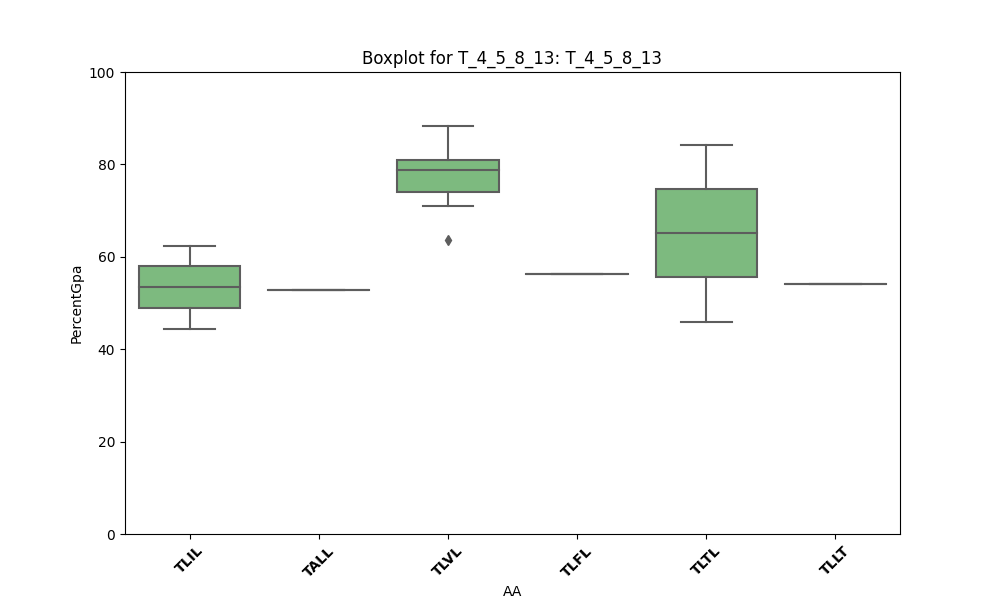 Boxplot for T_4_5_8_13: T_4_5_8_13
100
80
60
40
20
0
PercentGpa
TLIL
TALL
TLVL
TLFL
TLTL
TLLT
AA